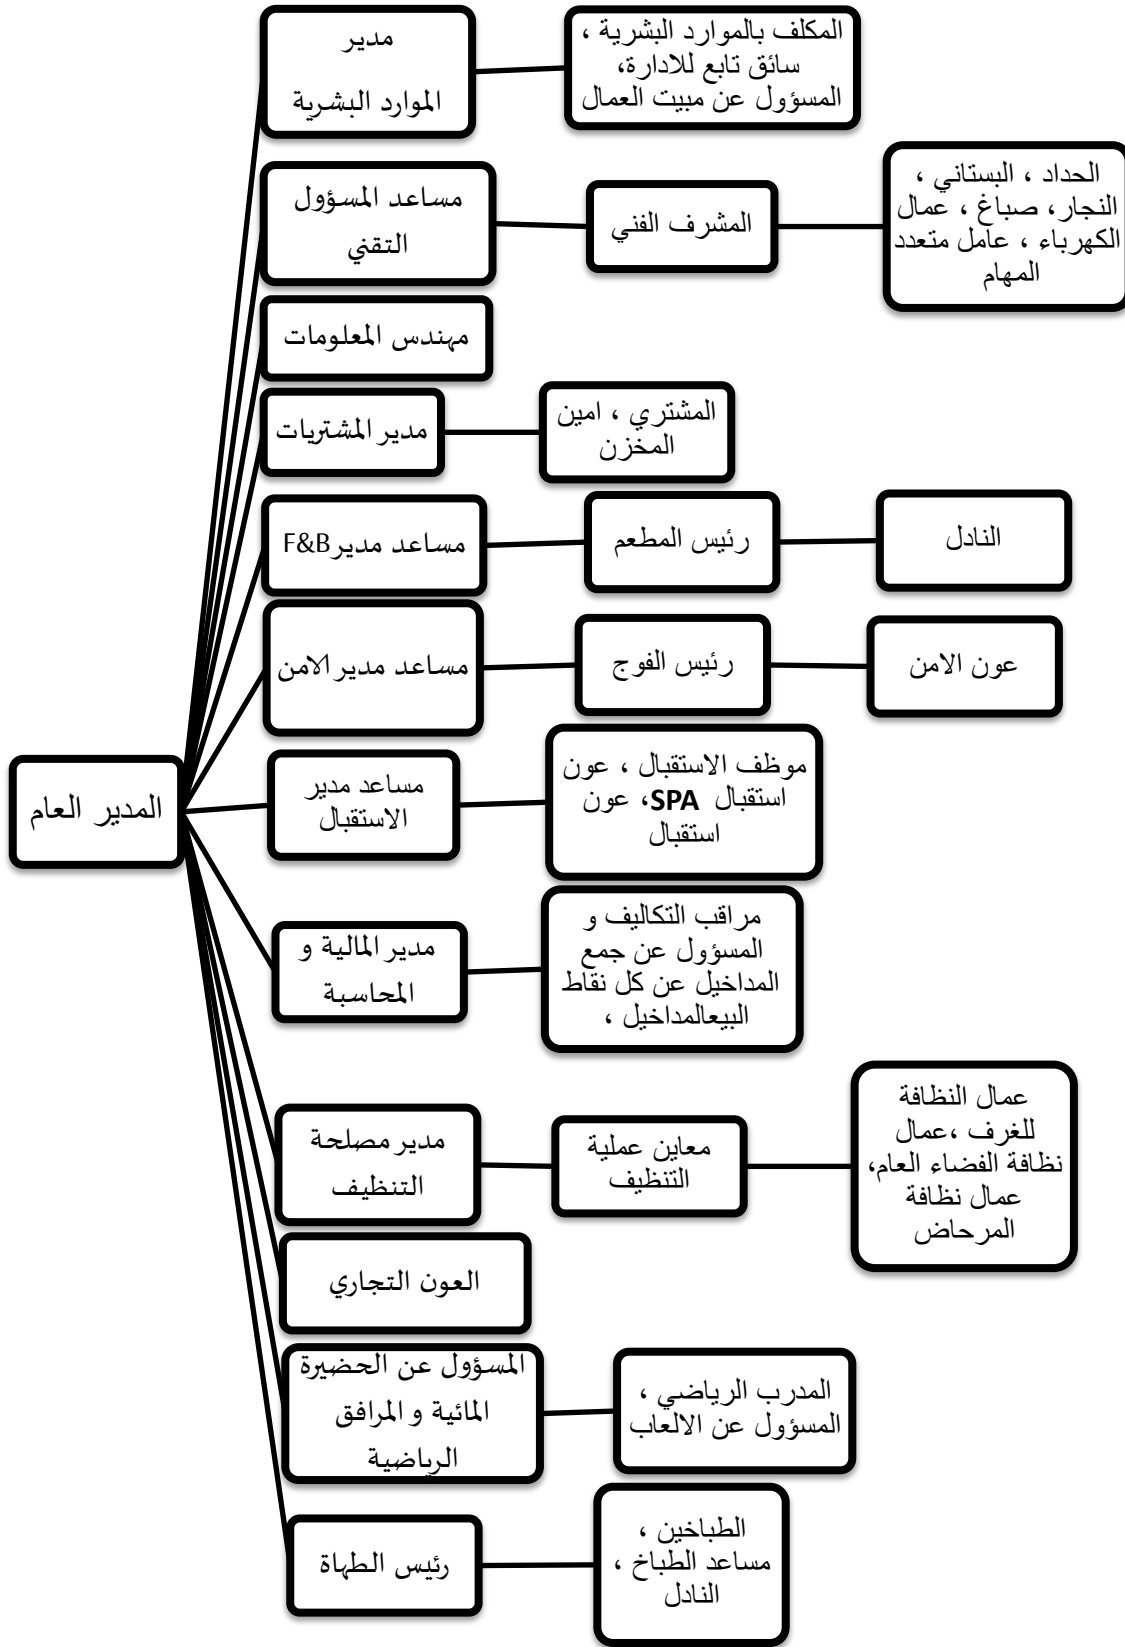 مدير
الموارد البشرية
المكلف بالموارد البشرية ،
سائق تابع للادارة،
المسؤول عن مبيت العمال
مساعد المسؤول
التقني
المشرف الفني
الحداد ، البستاني ،
النجار، صباغ ، عمال
الكهرباء ، عامل متعدد
المهام
مهندس المعلومات
مدير المشتريات
المشتري ، امين
المخزن
مساعد مديرF&B
رئيس المطعم
النادل
مساعد مدير الامن
رئيس الفوج
عون الامن
المدير العام
مساعد مدير
الاستقبال
موظف الاستقبال ، عون
استقبال SPA، عون
استقبال
مدير المالية و
المحاسبة
مراقب التكاليف و
المسؤول عن جمع
المداخيل عن كل نقاط
البيعالمداخيل ،
مدير مصلحة
التنظيف
معاين عملية
التنظيف
عمال النظافة
للغرف ،عمال
نظافة الفضاء العام،
عمال نظافة
المرحاض
العون التجاري
المسؤول عن الحضيرة
المائية و المرافق
الرياضية
المدرب الرياضي ،
المسؤول عن الالعاب
رئيس الطهاة
الطباخين ،
مساعد الطباخ ،
النادل